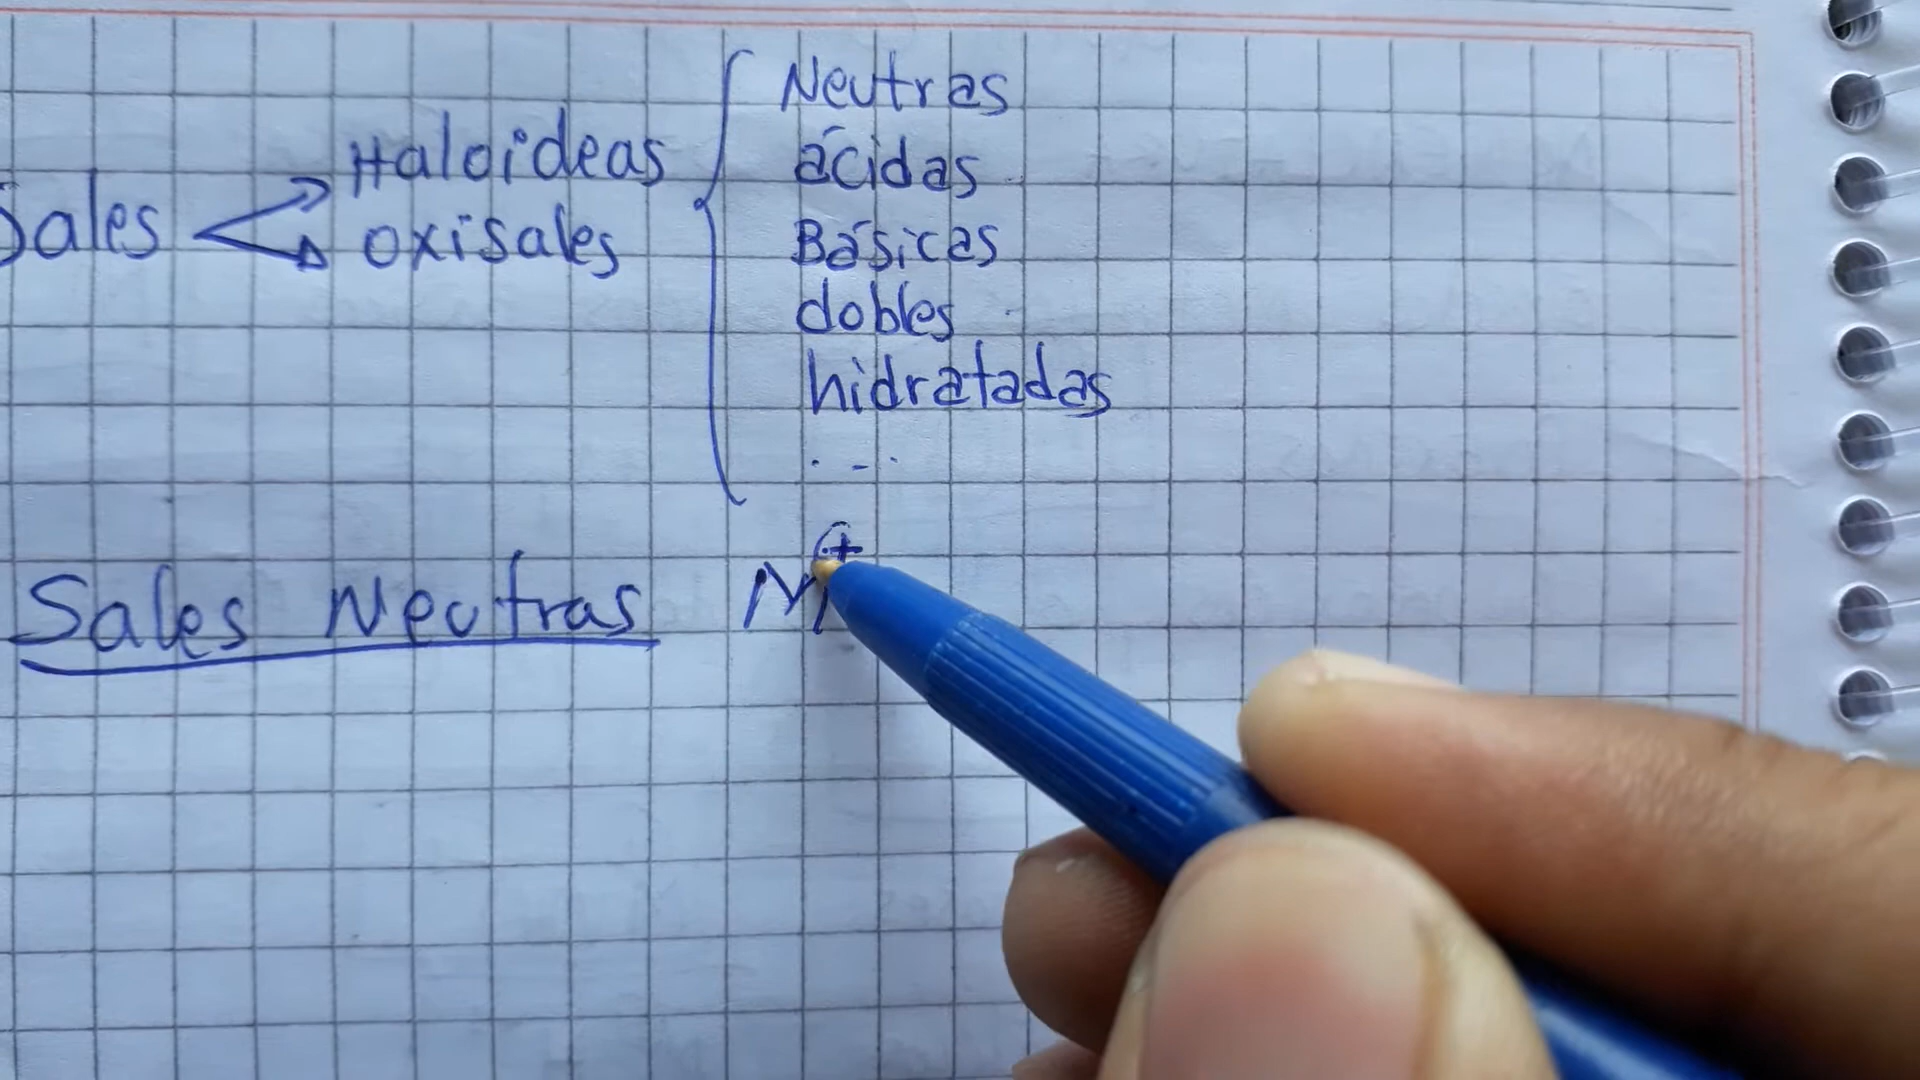 Sales Haloideas
oxisales
Neutras
ácidas
Básicas
dobles
hidratadas
...
Sales Neutras M+